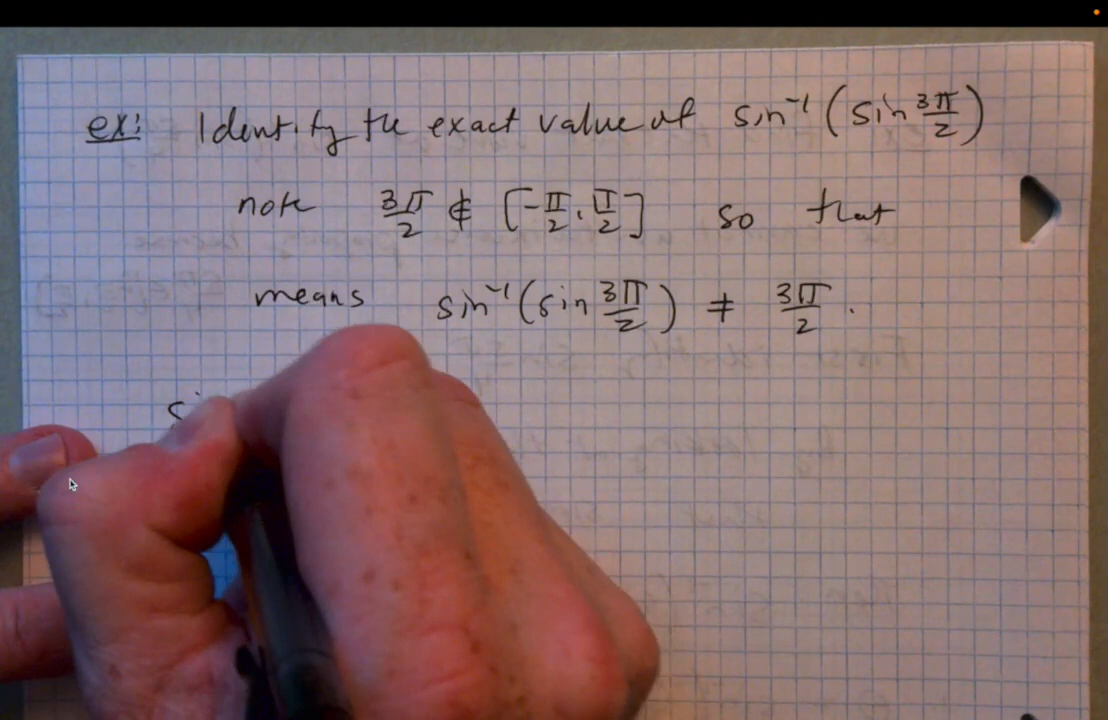 ex: Identify the exact value of sin⁻¹(sin 3π/2)
note 3π/2 ∉ [-π/2, π/2] so that
means sin⁻¹(sin 3π/2) ≠ 3π/2.